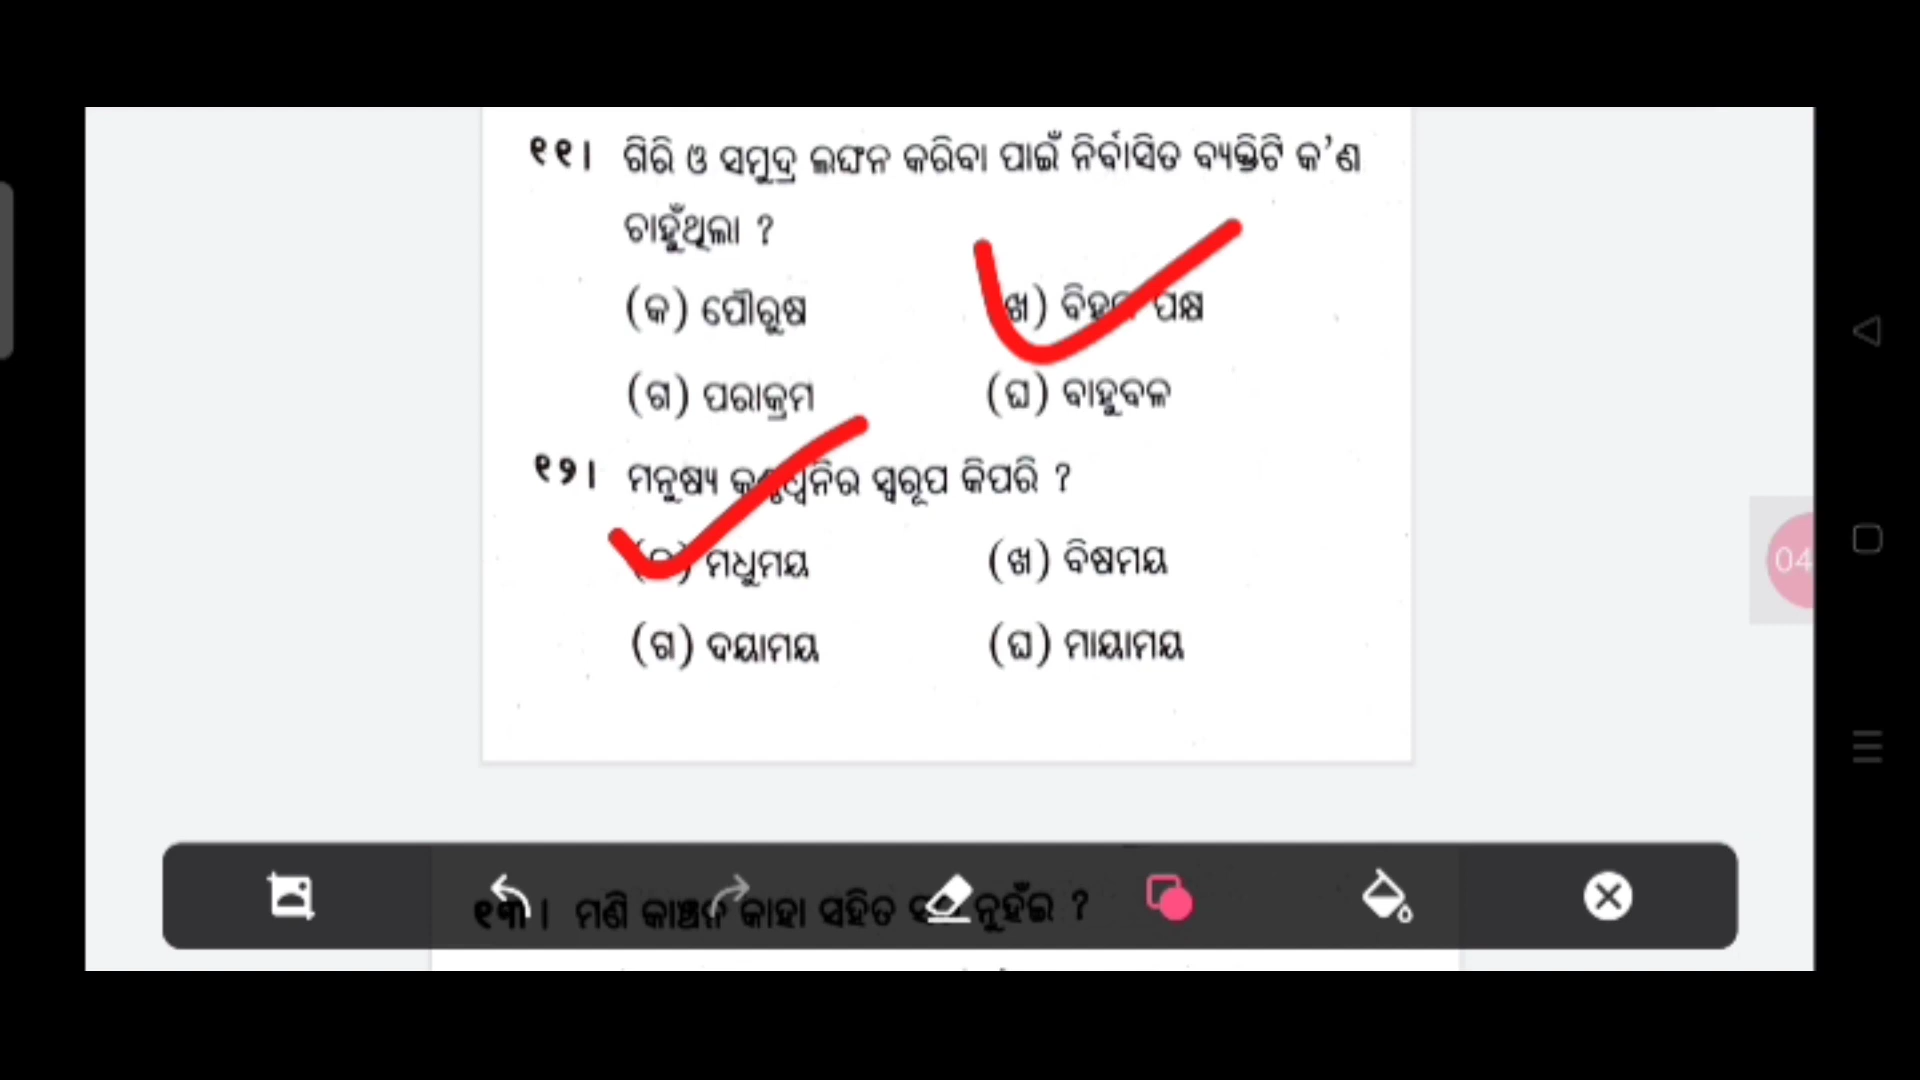 ୧୧। ଗିରି ଓ ସମୁଦ୍ର ଲଙ୍ଘନ କରିବା ପାଇଁ ନିର୍ବାସିତ ବ୍ୟକ୍ତିଟି କ'ଣ
ଚାହୁଁଥିଲା ?
(କ) ପୌରୁଷ
ଖ) ପକ୍ଷ
(ଗ) ପରାକ୍ରମ
(ଘ) ବାହୁବଳ
୧୨। ମନୁଷ୍ୟ ସ୍ୱରୂପ କିପରି ?
ମଧୁମୟ
(ଖ) ବିଷମୟ
(ଗ) ଦୟାମୟ
(ଘ) ମାୟାମୟ
04
୧୩। ମଣି କାଞ୍ଚନ କାହା ସହିତ ନୁହଁଇ ?